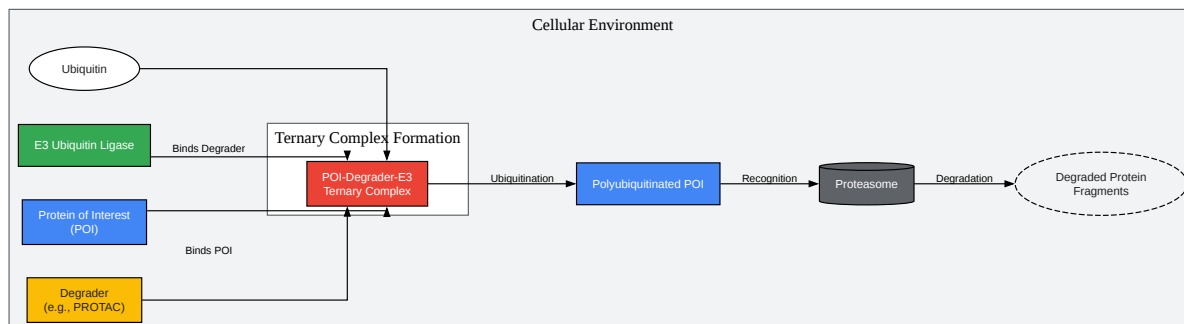 Cellular Environment
Ubiquitin
E3 Ubiquitin Ligase
Binds Degrader
Ternary Complex Formation
POI-Degrader-E3
Ternary Complex
Ubiquitination
Polyubiquitinated POI
Recognition
Proteasome
Degradation
Degraded Protein
Fragments
Protein of Interest
(POI)
Binds POI
Degrader
(e.g., PROTAC)